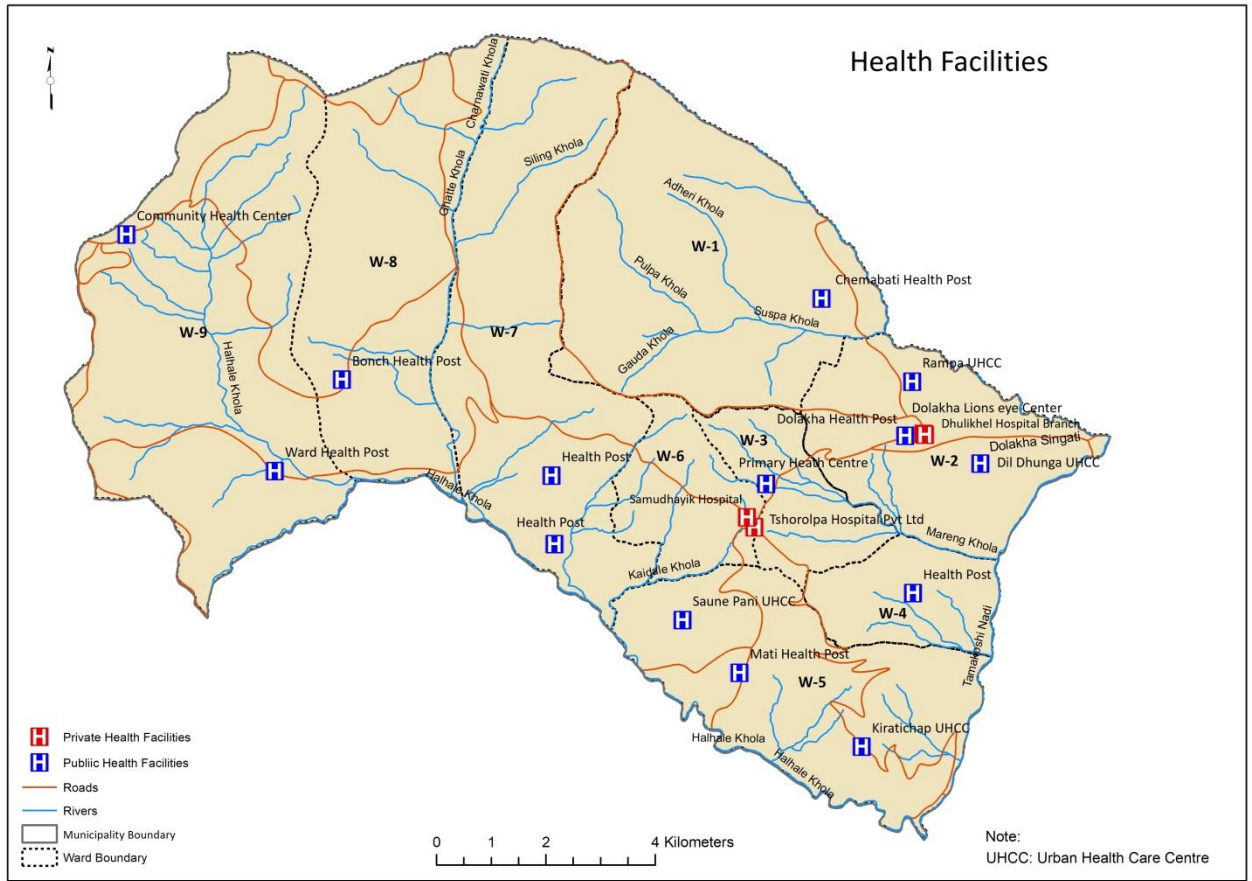 Health Facilities
N
Charnawati Khola
Siling Khola
Ghatte Khola
Adheri Khola
Community Health Center
W-1
W-8
Pulpa Khola
Chemabati Health Post
Suspa Khola
W-9
W-7
Gauda Khola
Halhale Khola
Bonch Health Post
Rampa UHCC
Dolakha Lions eye Center
Dolakha Health Post
Dhulikhel Hospital Branch
Dolakha Singati
W-3
W-2
Ward Health Post
Health Post
W-6
Primary Heath Centre
Dil Dhunga UHCC
Halhale Khola
Samudhayik Hospital
Health Post
Tshorolpa Hospital Pvt Ltd
Mareng Khola
Kaidale Khola
Health Post
Saune Pani UHCC
W-4
Tamakoshi Nadi
Mati Health Post
W-5
Kiratichap UHCC
Halhale Khola
Halhale Khola
H Private Health Facilities
H Publiic Health Facilities
Roads
Rivers
Municipality Boundary
Ward Boundary
0 1 2 4 Kilometers
Note:
UHCC: Urban Health Care Centre